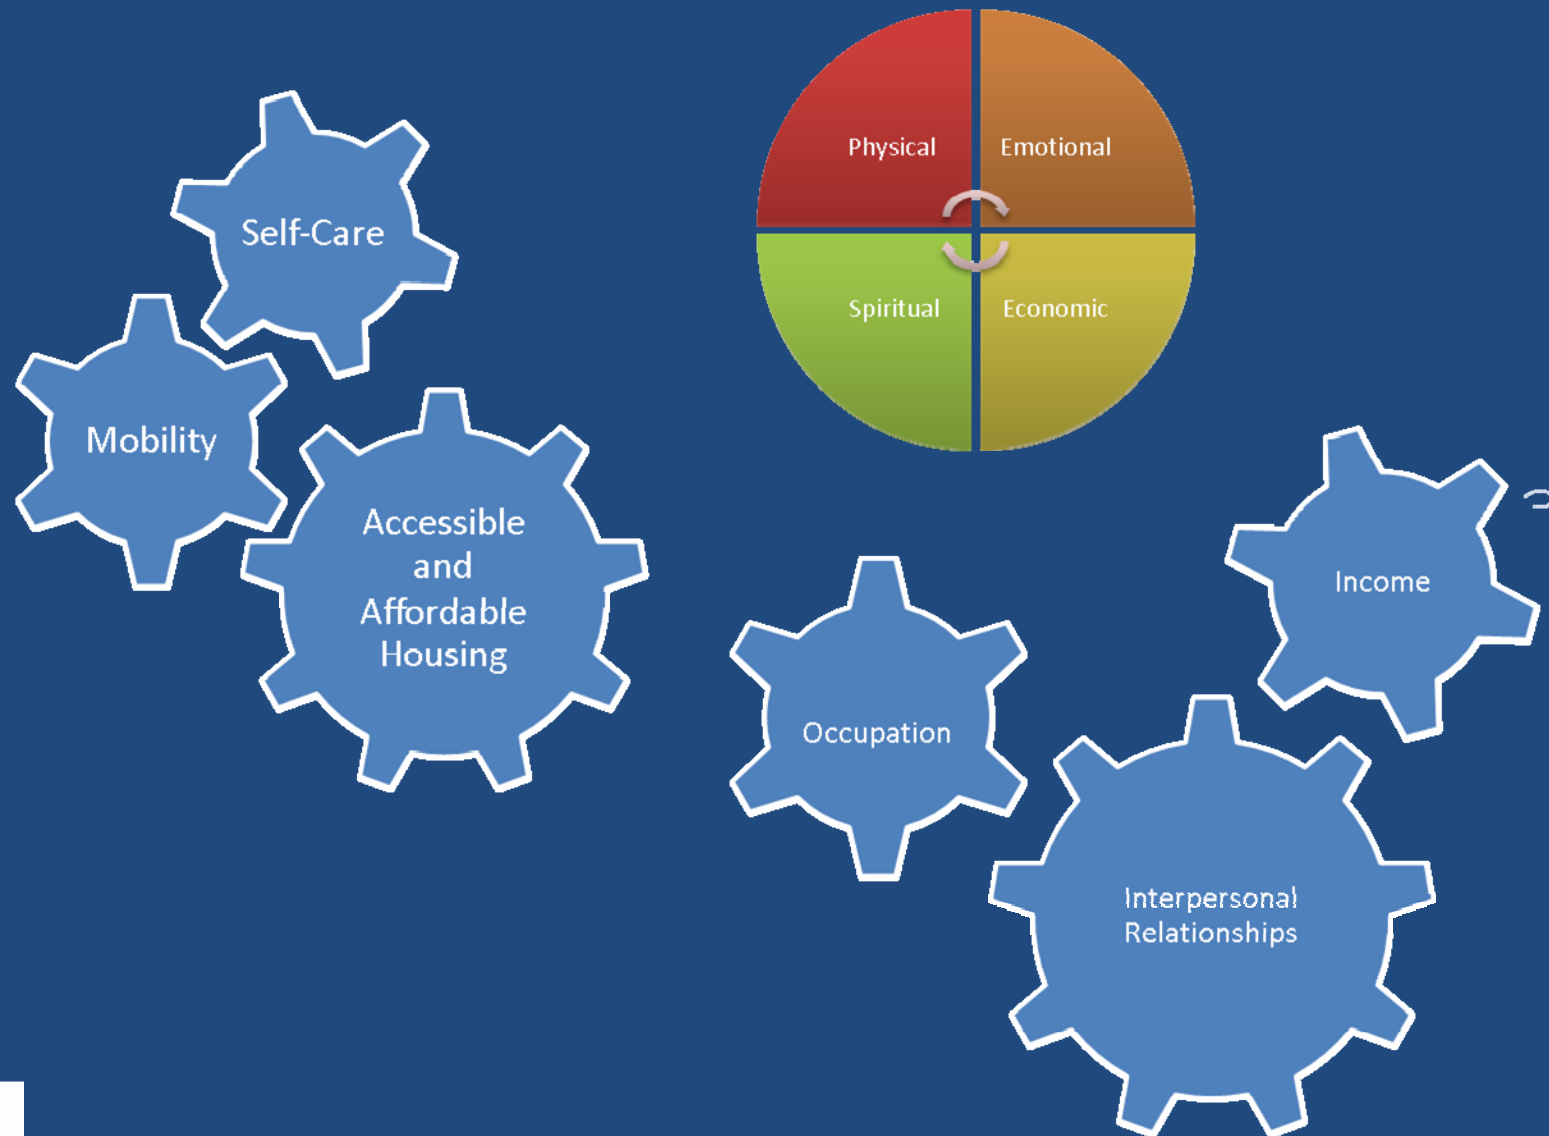 Physical
Emotional
Spiritual
Economic
Self-Care
Mobility
Accessible
and
Affordable
Housing
Occupation
Income
Interpersonal
Relationships